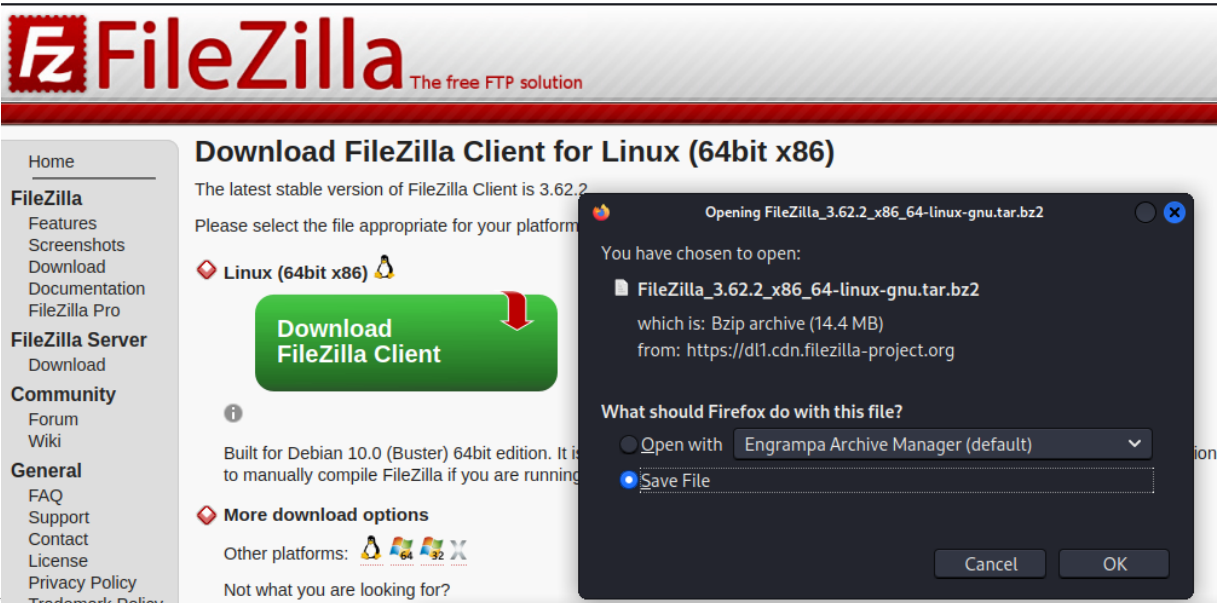 Fz FileZilla The free FTP solution
Home
FileZilla
Features
Screenshots
Download
Documentation
FileZilla Pro
FileZilla Server
Download
Community
Forum
Wiki
General
FAQ
Support
Contact
License
Privacy Policy
Trademark Policy
Download FileZilla Client for Linux (64bit x86)
The latest stable version of FileZilla Client is 3.62.2
Please select the file appropriate for your platform
Linux (64bit x86)
Download
FileZilla Client
Built for Debian 10.0 (Buster) 64bit edition. It
to manually compile FileZilla if you are running
More download options
Other platforms: 64 32
Not what you are looking for?
Opening FileZilla_3.62.2_x86_64-linux-gnu.tar.bz2
You have chosen to open:
FileZilla_3.62.2_x86_64-linux-gnu.tar.bz2
which is: Bzip archive (14.4 MB)
from: https://dl1.cdn.filezilla-project.org
What should Firefox do with this file?
Open with Engrampa Archive Manager (default)
Save File
Cancel OK